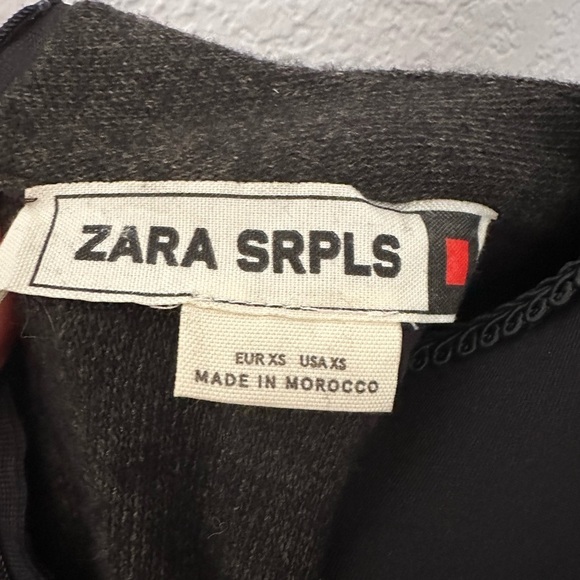 ZARA SRPLS
EUR XS USA XS
MADE IN MOROCCO